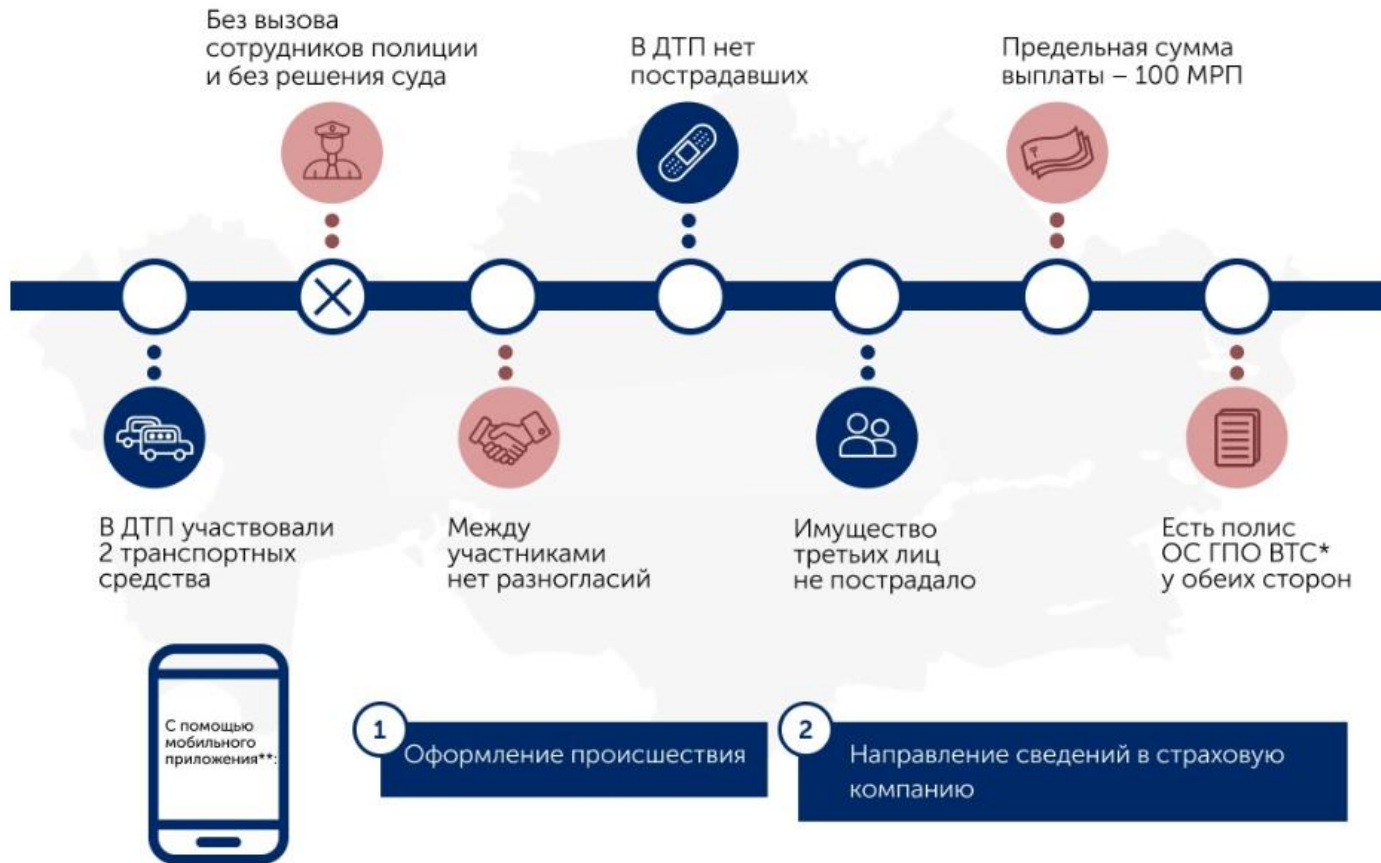 Без вызова
сотрудников полиции
и без решения суда
В ДТП нет
пострадавших
Предельная сумма
выплаты – 100 МРП
₸
В ДТП участвовали
2 транспортных
средства
Между
участниками
нет разногласий
Имущество
третьих лиц
не пострадало
Есть полис
ОС ГПО ВТС*
у обеих сторон
С помощью
мобильного
приложения**:
1
Оформление происшествия
2
Направление сведений в страховую
компанию